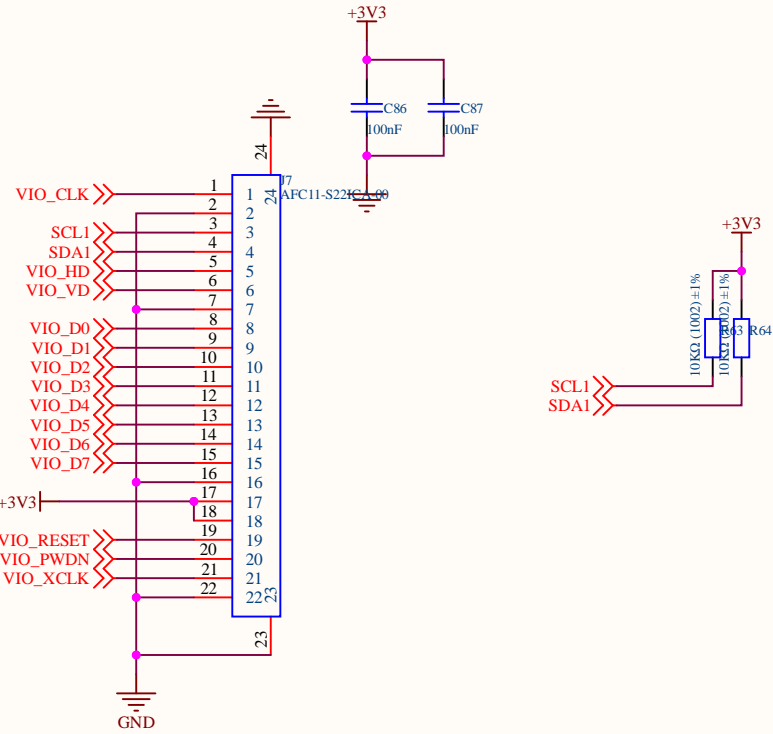 +3V3
C86
C87
100nF
100nF
24
J7
AFC11-S22ICA-00
24
VIO_CLK
1
1
2
2
SCL1
3
3
SDA1
4
4
VIO_HD
5
5
VIO_VD
6
6
7
7
VIO_D0
8
8
VIO_D1
9
9
VIO_D2
10
10
VIO_D3
11
11
VIO_D4
12
12
VIO_D5
13
13
VIO_D6
14
14
VIO_D7
15
15
16
16
+3V3
17
17
18
18
VIO_RESET
19
19
VIO_PWDN
20
20
VIO_XCLK
21
21
22
22
23
23
GND
+3V3
10KΩ (1002) ±1%
R63
10KΩ (1002) ±1%
R64
SCL1
SDA1